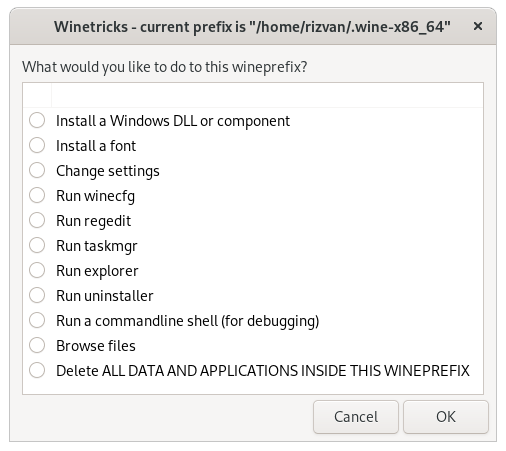 Winetricks - current prefix is "/home/rizvan/.wine-x86_64"
What would you like to do to this wineprefix?
Install a Windows DLL or component
Install a font
Change settings
Run winecfg
Run regedit
Run taskmgr
Run explorer
Run uninstaller
Run a commandline shell (for debugging)
Browse files
Delete ALL DATA AND APPLICATIONS INSIDE THIS WINEPREFIX
Cancel OK